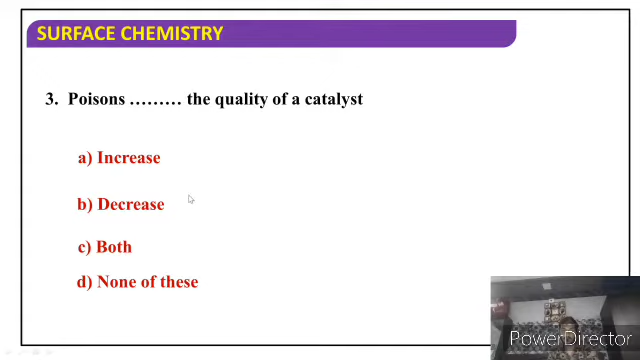 SURFACE CHEMISTRY
3. Poisons ......... the quality of a catalyst
a) Increase
b) Decrease
c) Both
d) None of these
PowerDirector